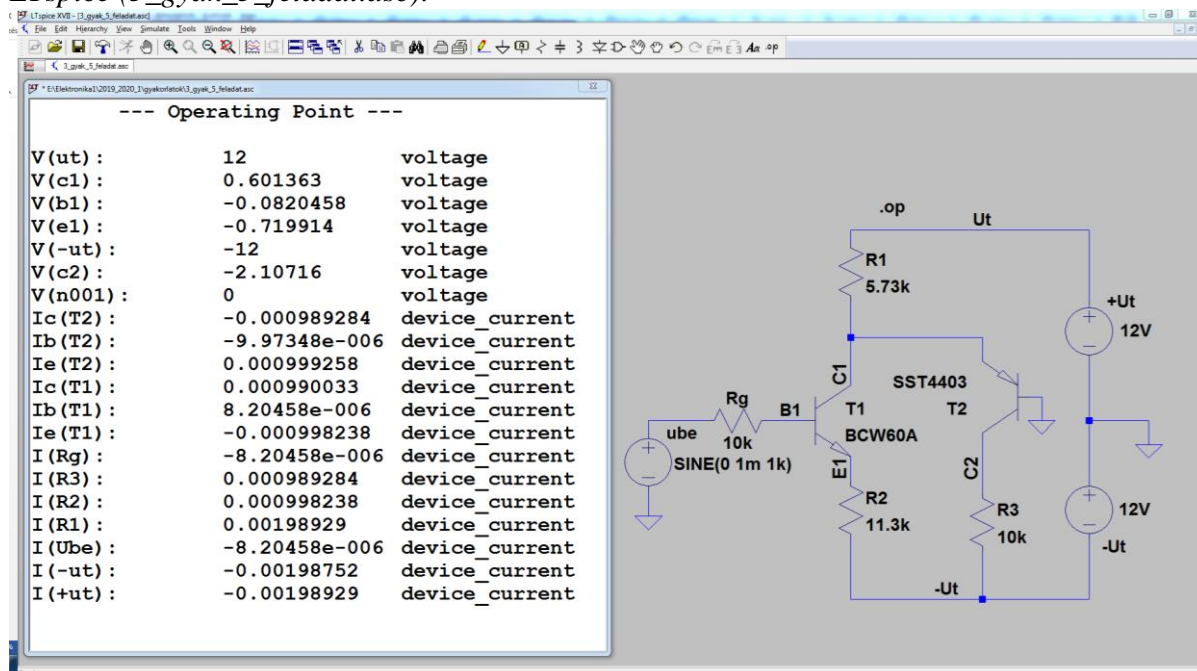 LTspice (3_gyak_5_feladat.asc).
LTspice XVII - [3_gyak_5_feladat.asc]
File Edit Hierarchy View Simulate Tools Window Help
3_gyak_5_feladat.asc
* E:\Elektronika1\2019_2020_1\gyakorlatok\3_gyak_5_feladat.asc
--- Operating Point ---
V(ut): 12 voltage
V(c1): 0.601363 voltage
V(b1): -0.0820458 voltage
V(e1): -0.719914 voltage
V(-ut): -12 voltage
V(c2): -2.10716 voltage
V(n001): 0 voltage
Ic(T2): -0.000989284 device_current
Ib(T2): -9.97348e-006 device_current
Ie(T2): 0.000999258 device_current
Ic(T1): 0.000990033 device_current
Ib(T1): 8.20458e-006 device_current
Ie(T1): -0.000998238 device_current
I(Rg): -8.20458e-006 device_current
I(R3): 0.000989284 device_current
I(R2): 0.000998238 device_current
I(R1): 0.00198929 device_current
I(Ube): -8.20458e-006 device_current
I(-ut): -0.00198752 device_current
I(+ut): -0.00198929 device_current
.op
Ut
R1
5.73k
+Ut
12V
C1
SST4403
T2
Rg
10k
B1
T1
BCW60A
ube
SINE(0 1m 1k)
E1
C2
R2
11.3k
R3
10k
12V
-Ut
-Ut